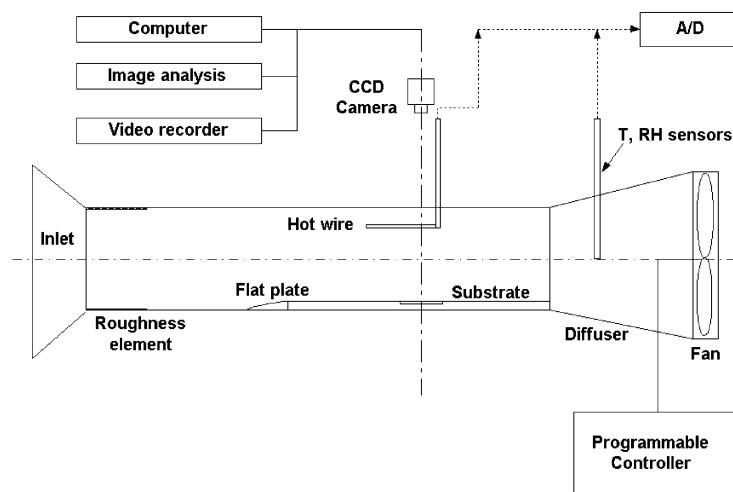 Computer
Image analysis
Video recorder
CCD
Camera
A/D
T, RH sensors
Inlet
Hot wire
Flat plate
Substrate
Roughness
element
Diffuser
Fan
Programmable
Controller